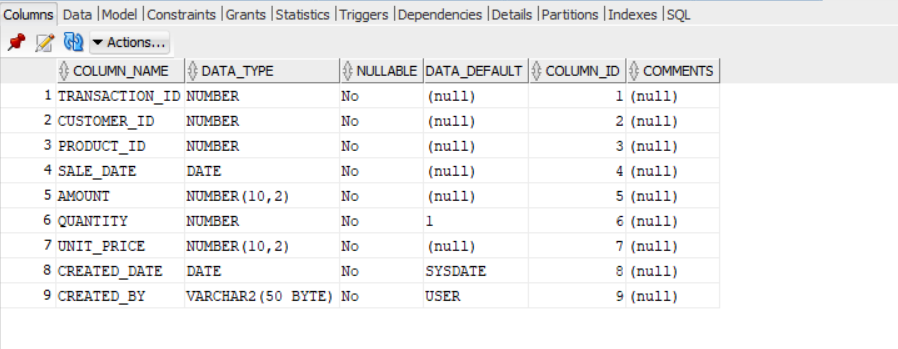 Columns Data |Model |Constraints |Grants |Statistics |Triggers |Dependencies |Details |Partitions |Indexes |SQL
Actions...
COLUMN_NAME DATA_TYPE NULLABLE DATA_DEFAULT COLUMN_ID COMMENTS
1 TRANSACTION_ID NUMBER No (null) 1 (null)
2 CUSTOMER_ID NUMBER No (null) 2 (null)
3 PRODUCT_ID NUMBER No (null) 3 (null)
4 SALE_DATE DATE No (null) 4 (null)
5 AMOUNT NUMBER(10,2) No (null) 5 (null)
6 QUANTITY NUMBER No 1 6 (null)
7 UNIT_PRICE NUMBER(10,2) No (null) 7 (null)
8 CREATED_DATE DATE No SYSDATE 8 (null)
9 CREATED_BY VARCHAR2(50 BYTE) No USER 9 (null)